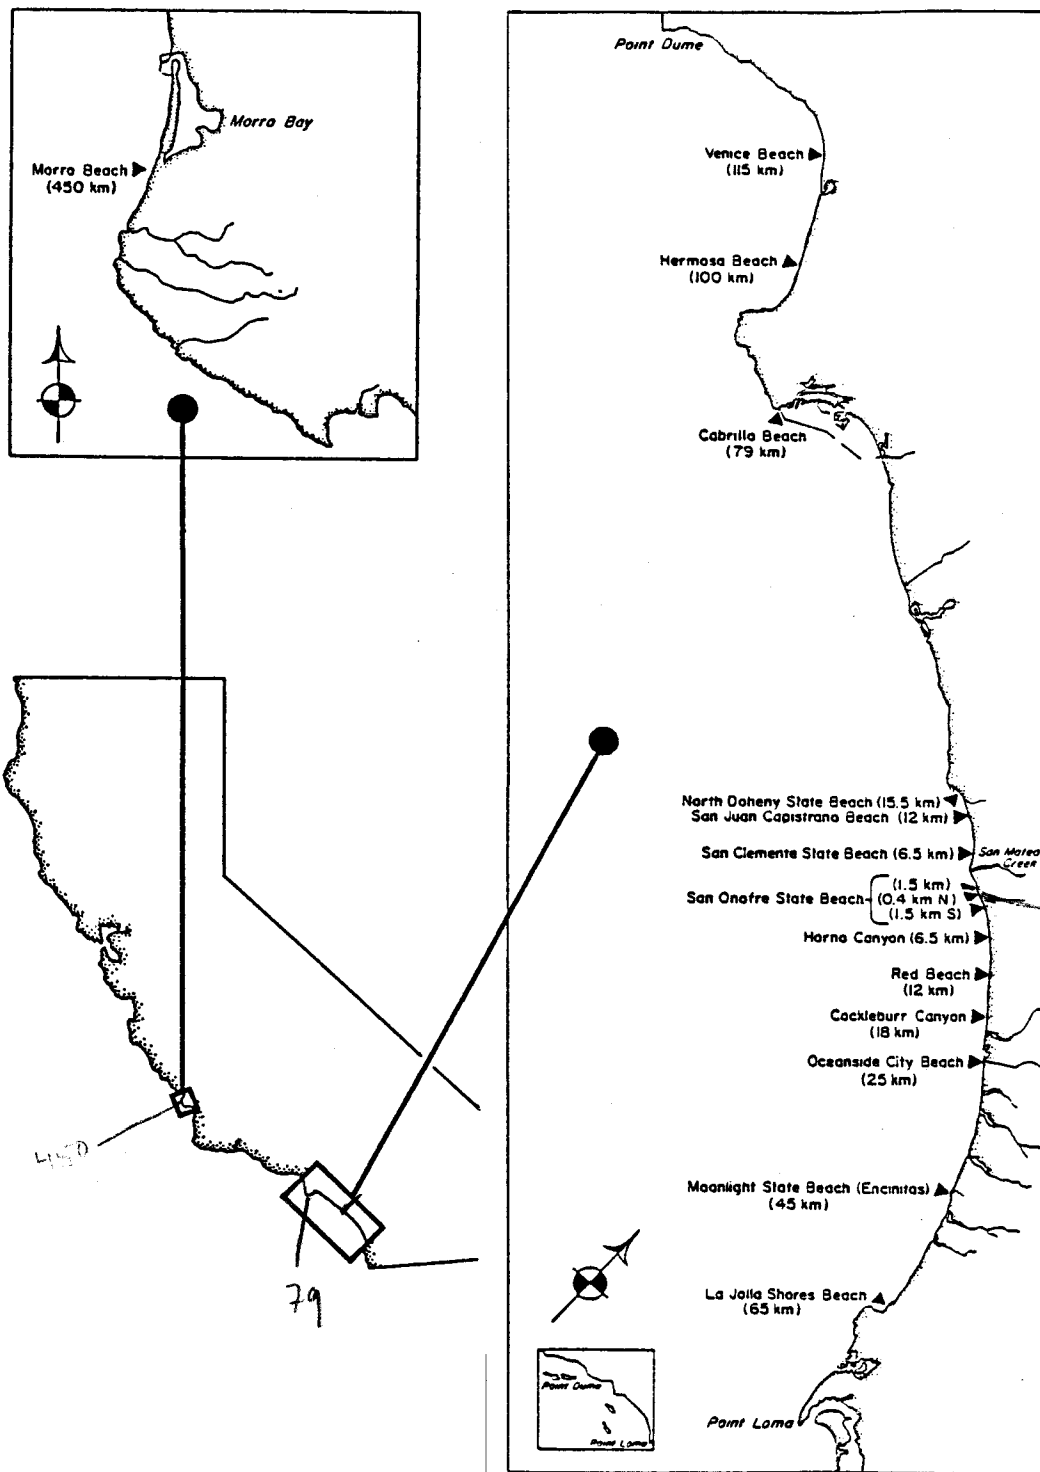 Morro Bay
Morro Beach
(450 km)
450
79
Point Dume
Venice Beach
(115 km)
Hermosa Beach
(100 km)
Cabrillo Beach
(79 km)
North Doheny State Beach (15.5 km)
San Juan Capistrano Beach (12 km)
San Clemente State Beach (6.5 km)
San Mateo
Creek
San Onofre State Beach
(1.5 km)
(0.4 km N)
(1.5 km S)
Horno Canyon (6.5 km)
Red Beach
(12 km)
Cockleburr Canyon
(18 km)
Oceanside City Beach
(25 km)
Moonlight State Beach (Encinitas)
(45 km)
La Jolla Shores Beach
(65 km)
Point Dume
Point Loma
Point Loma